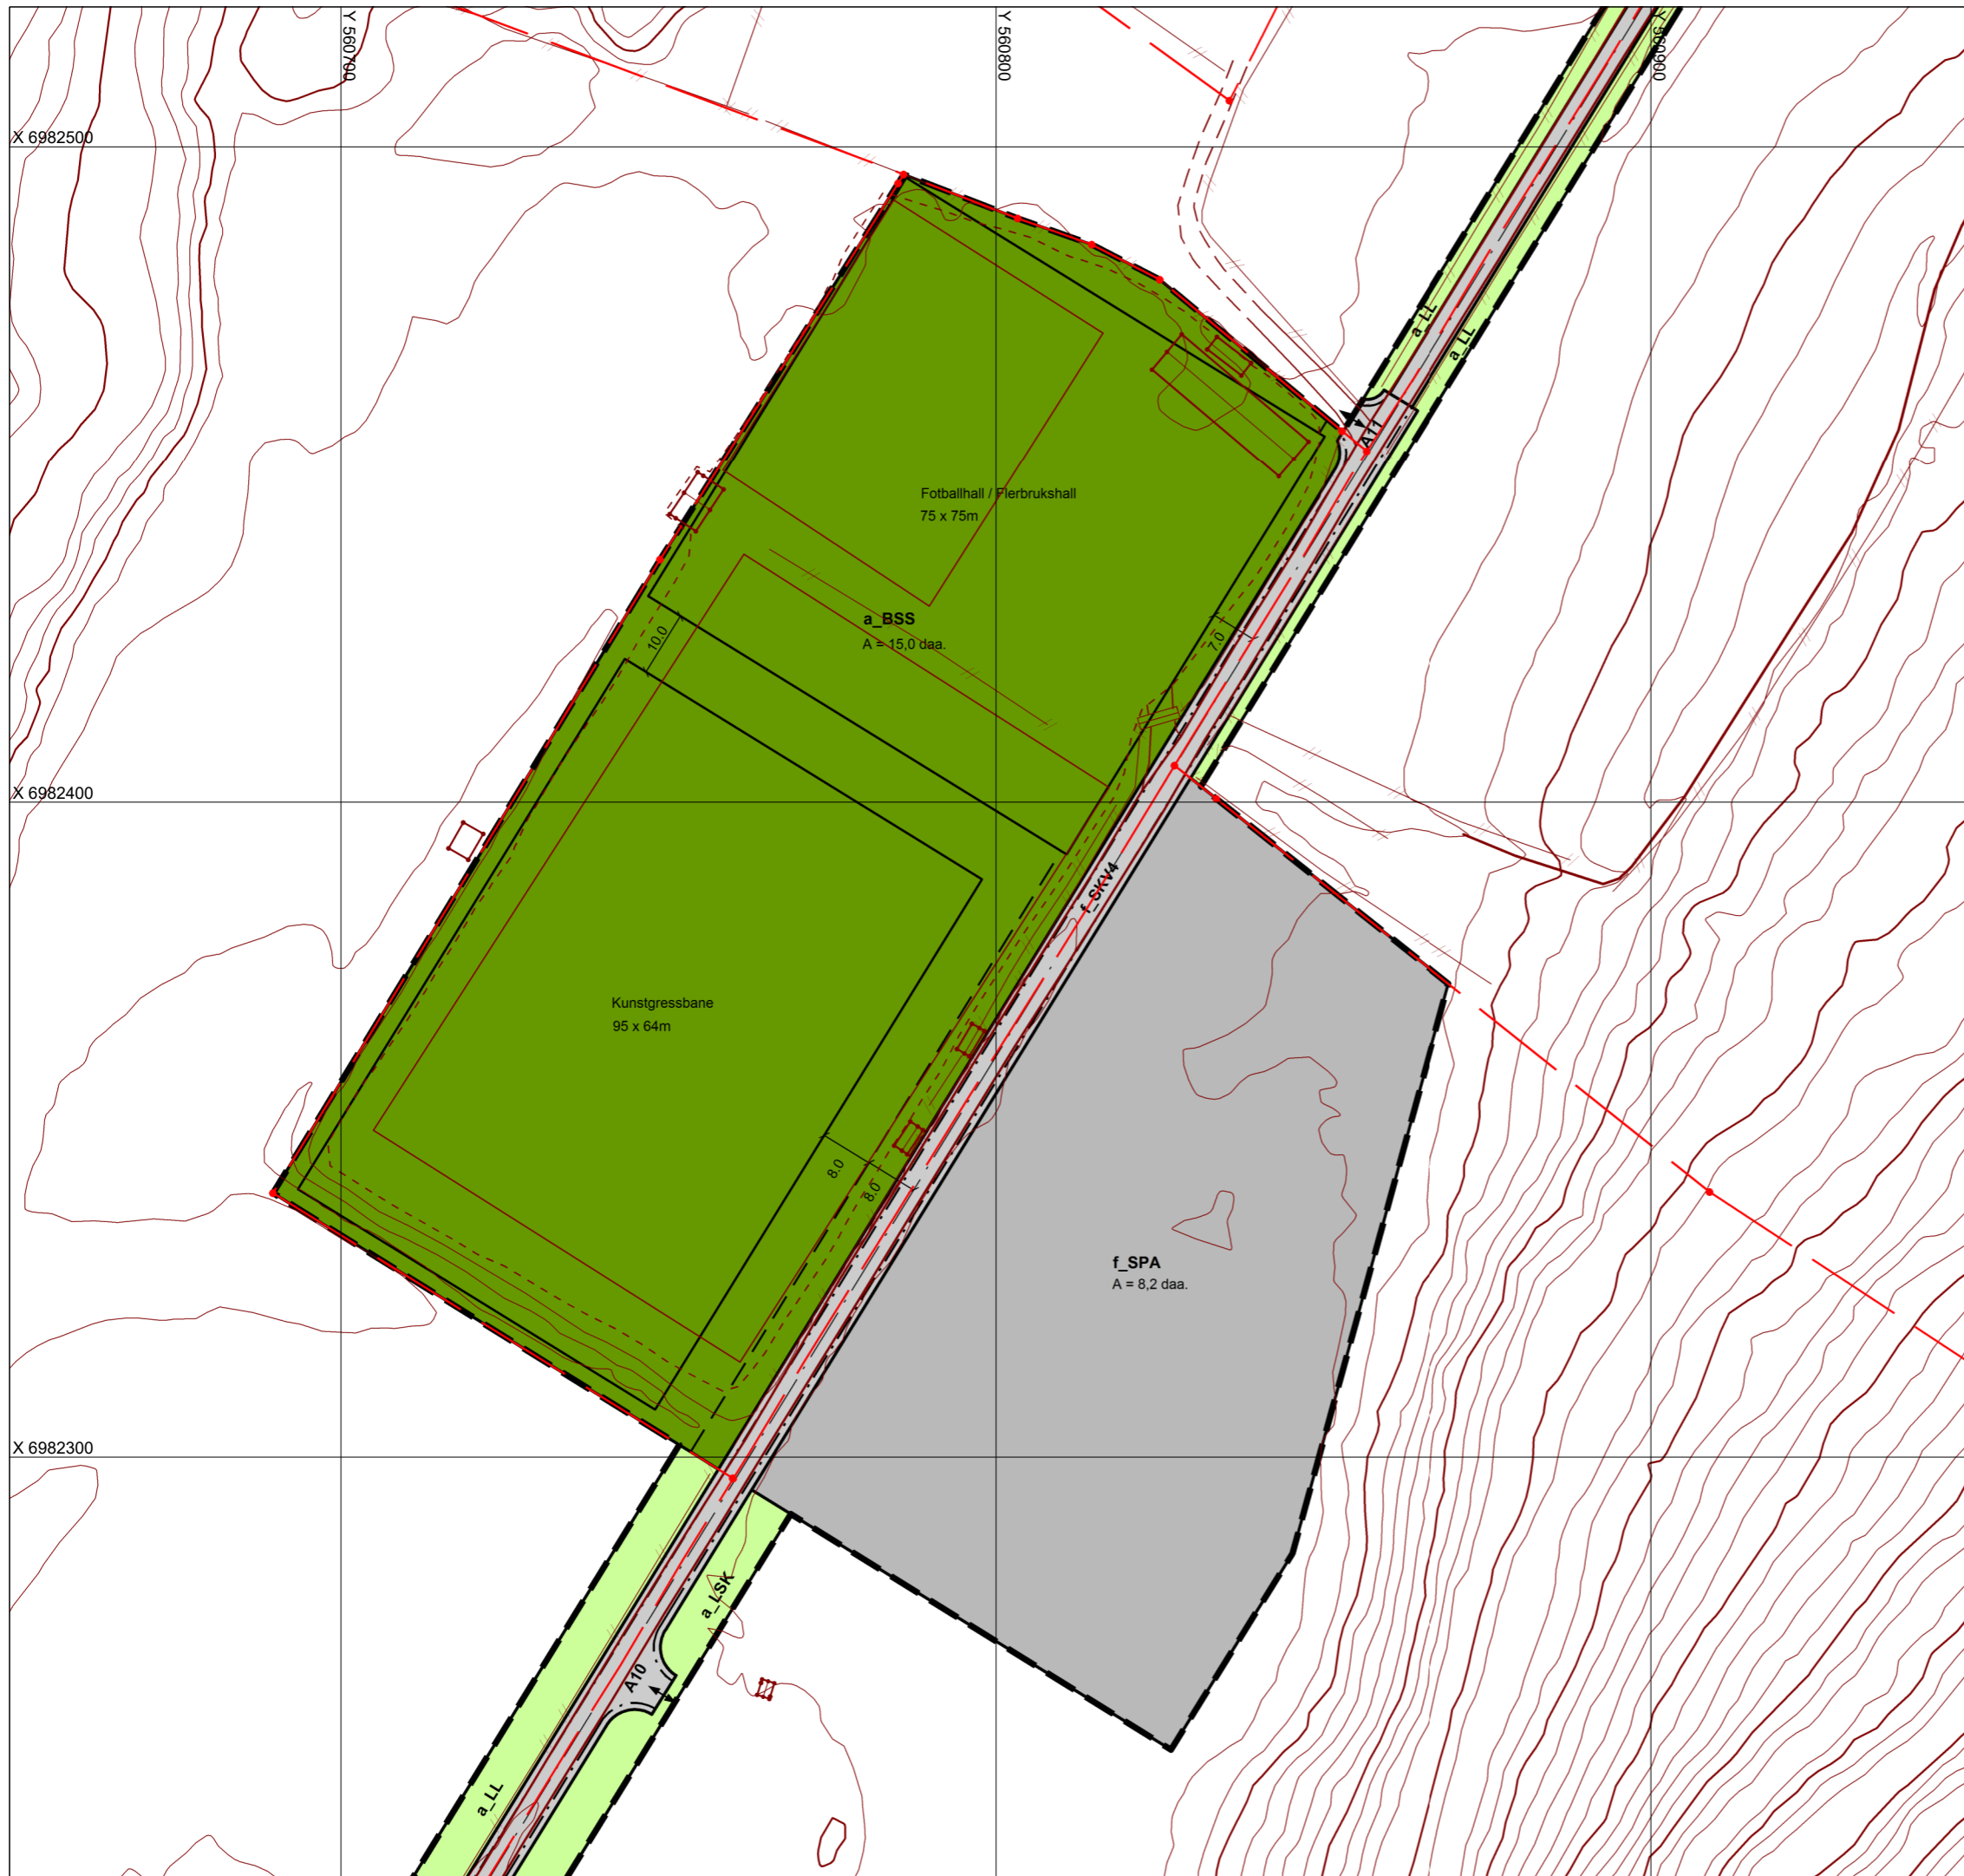 Y 560700
Y 560800
Y 560900
X 6982500
a_LL
a_LL
A11
Fotballhall / Flerbrukshall
75 x 75m
a_BSS
A = 15,0 daa.
10.0
7.0
X 6982400
f_SKV4
Kunstgressbane
95 x 64m
8.0
8.0
f_SPA
A = 8,2 daa.
X 6982300
a_LSK
A10
a_LL